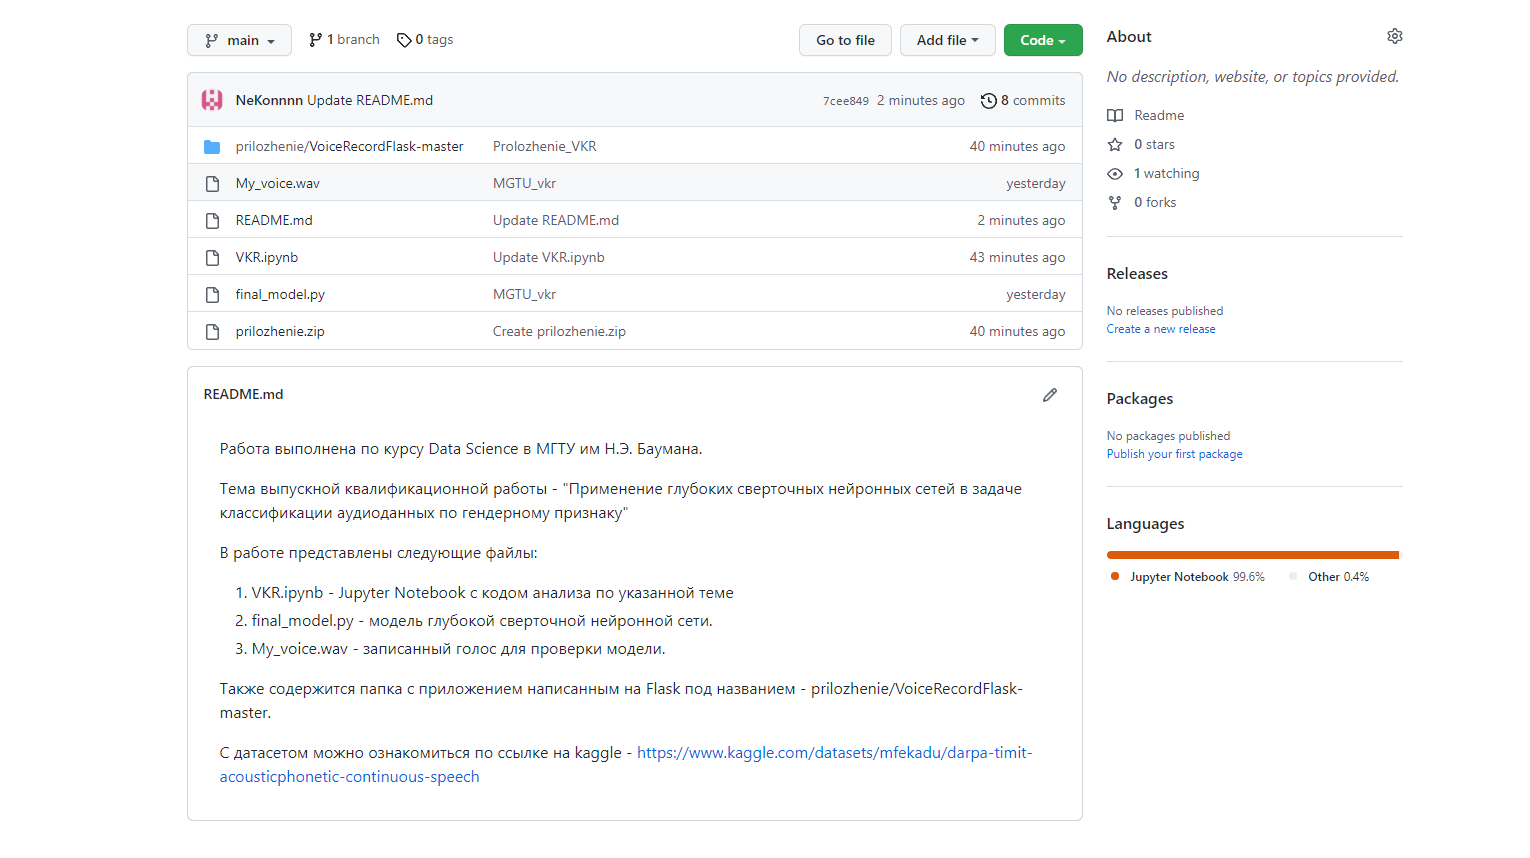 main
1 branch
0 tags
Go to file
Add file
Code
NeKonnnn Update README.md
7cee849 2 minutes ago
8 commits
prilozhenie/VoiceRecordFlask-master Prolozhenie_VKR 40 minutes ago
My_voice.wav MGTU_vkr yesterday
README.md Update README.md 2 minutes ago
VKR.ipynb Update VKR.ipynb 43 minutes ago
final_model.py MGTU_vkr yesterday
prilozhenie.zip Create prilozhenie.zip 40 minutes ago
README.md
Работа выполнена по курсу Data Science в МГТУ им Н.Э. Баумана.
Тема выпускной квалификационной работы - "Применение глубоких сверточных нейронных сетей в задаче
классификации аудиоданных по гендерному признаку"
В работе представлены следующие файлы:
1. VKR.ipynb - Jupyter Notebook с кодом анализа по указанной теме
2. final_model.py - модель глубокой сверточной нейронной сети.
3. My_voice.wav - записанный голос для проверки модели.
Также содержится папка с приложением написанным на Flask под названием - prilozhenie/VoiceRecordFlask-
master.
С датасетом можно ознакомиться по ссылке на kaggle - https://www.kaggle.com/datasets/mfekadu/darpa-timit-
acousticphonetic-continuous-speech
About
No description, website, or topics provided.
Readme
0 stars
1 watching
0 forks
Releases
No releases published
Create a new release
Packages
No packages published
Publish your first package
Languages
Jupyter Notebook 99.6%
Other 0.4%